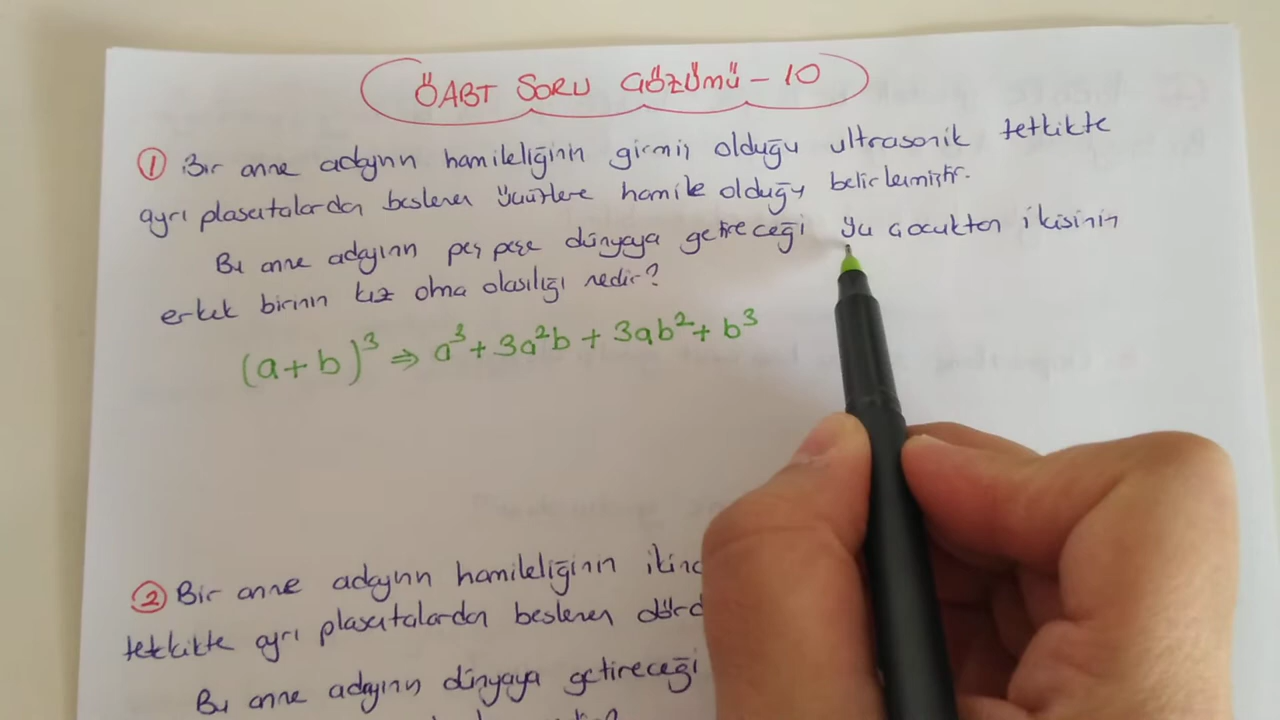 ÖABT SORU ÇÖZÜMÜ - 10
① Bir anne adayının hamileliğinin girmiş olduğu ultrasonik tetkikte
ayrı plasentalardan beslenen üçüzlere hamile olduğu belirlenmiştir.
Bu anne adayının peş peşe dünyaya getireceği çocuktan ikisinin
erkek birinin kız olma olasılığı nedir?
(a+b)³ ⇒ a³ + 3a²b + 3ab² + b³
② Bir anne adayının hamileliğinin
tetkikte ayrı plasentalardan beslenen
Bu anne adayının dünyaya getireceği